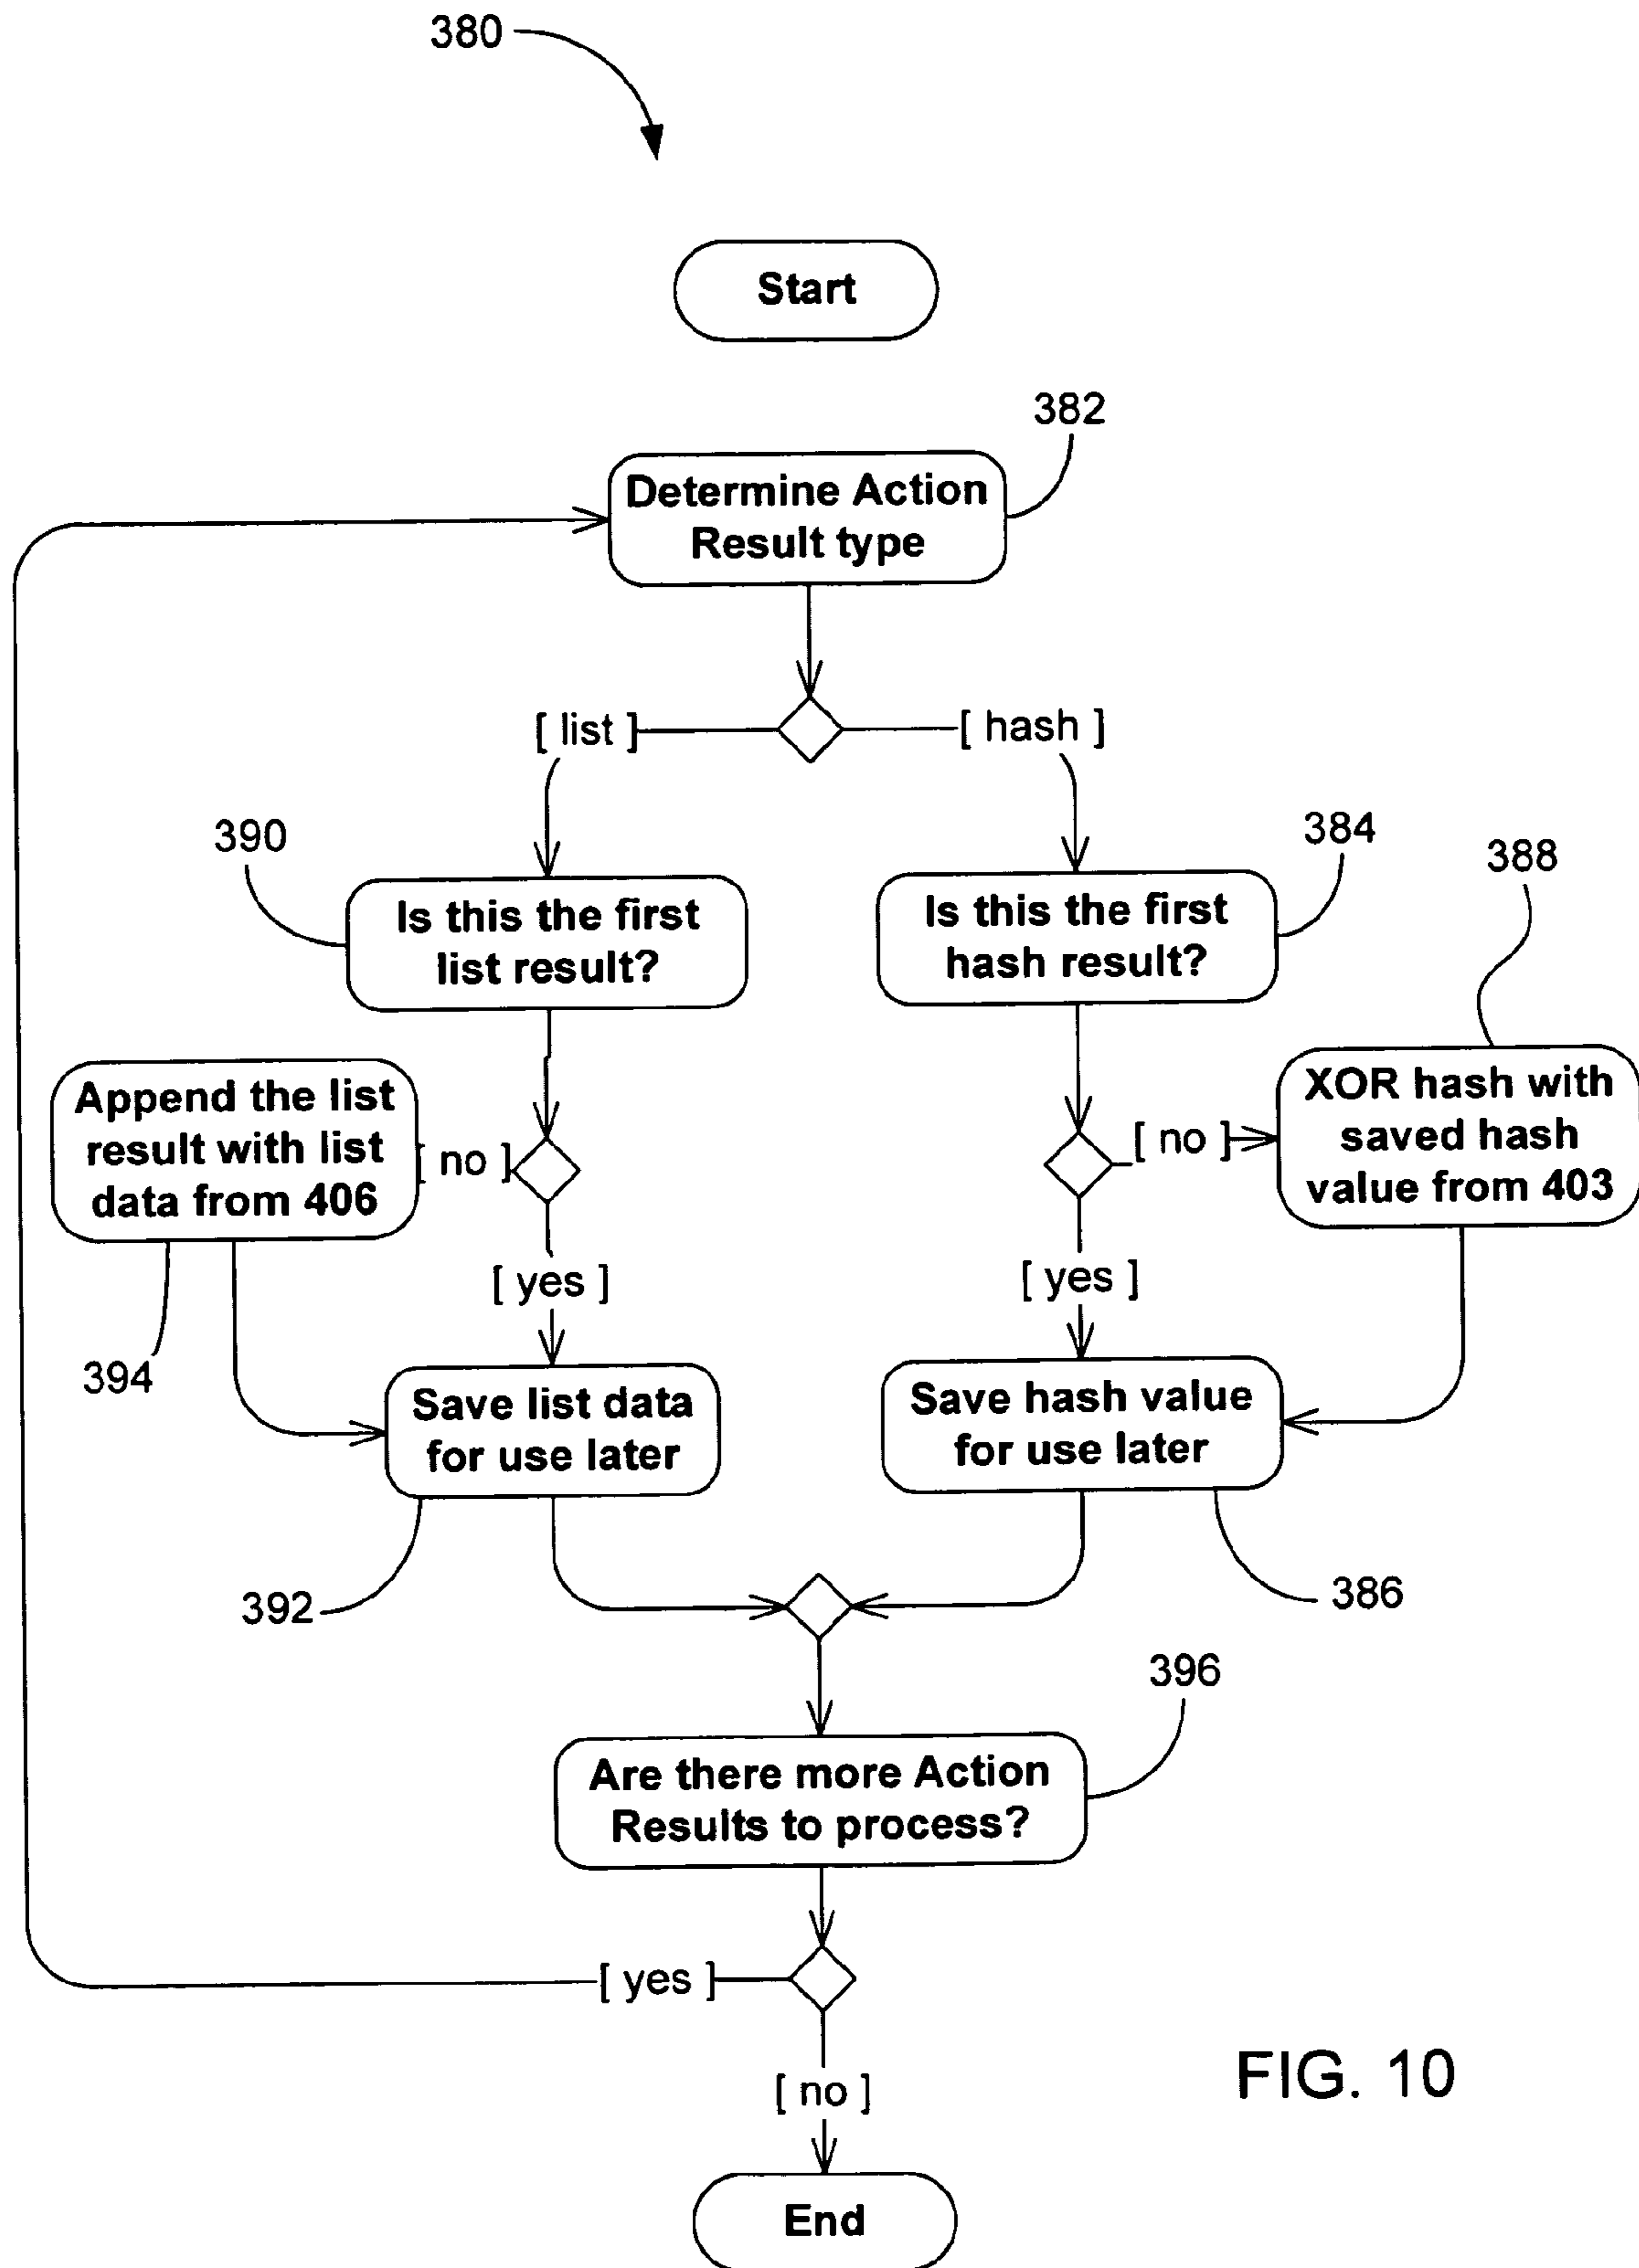 380
Start
382
Determine Action
Result type
[ list ]
[ hash ]
390
384
388
Is this the first
list result?
Is this the first
hash result?
Append the list
result with list
data from 406
[ no ]
[ no ]
XOR hash with
saved hash
value from 403
[ yes ]
[ yes ]
394
Save list data
for use later
Save hash value
for use later
392
386
396
Are there more Action
Results to process?
[ yes ]
[ no ]
FIG. 10
End